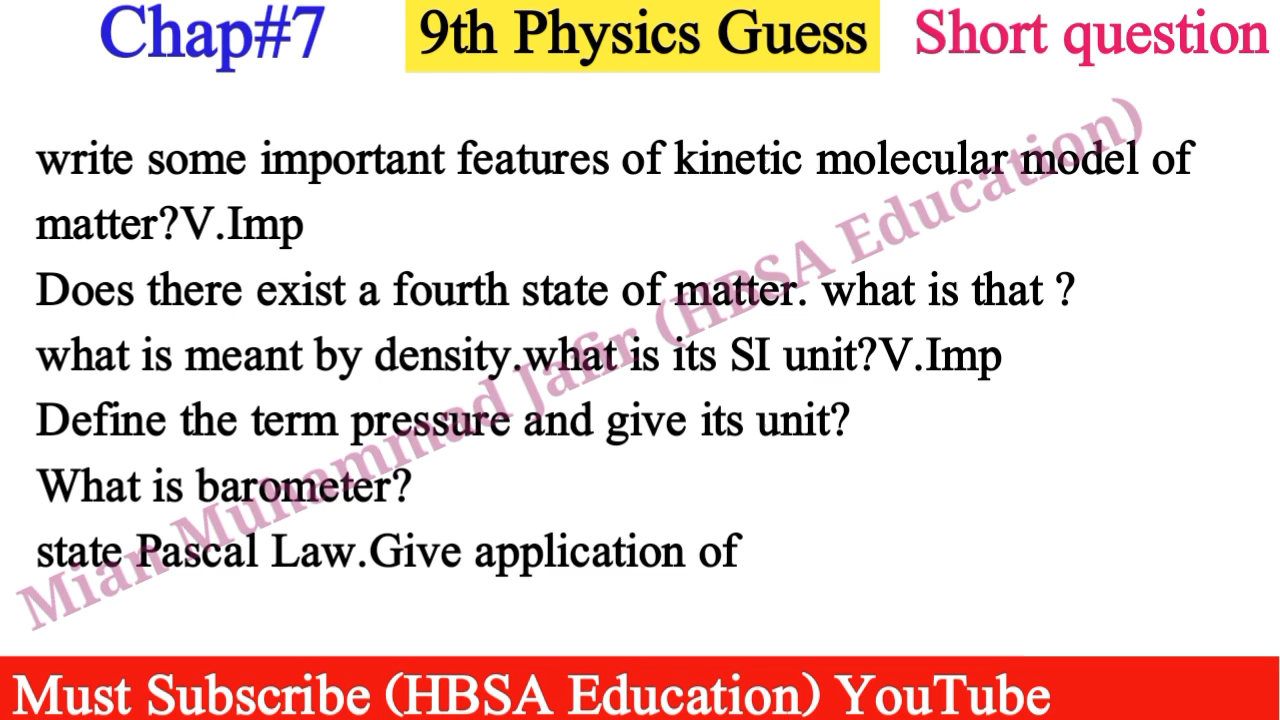 Chap#7 9th Physics Guess Short question
write some important features of kinetic molecular model of
matter?V.Imp
Does there exist a fourth state of matter. what is that ?
what is meant by density.what is its SI unit?V.Imp
Define the term pressure and give its unit?
What is barometer?
state Pascal Law.Give application of
Mian Muhammad Jafir (HBSA Education)
Must Subscribe (HBSA Education) YouTube